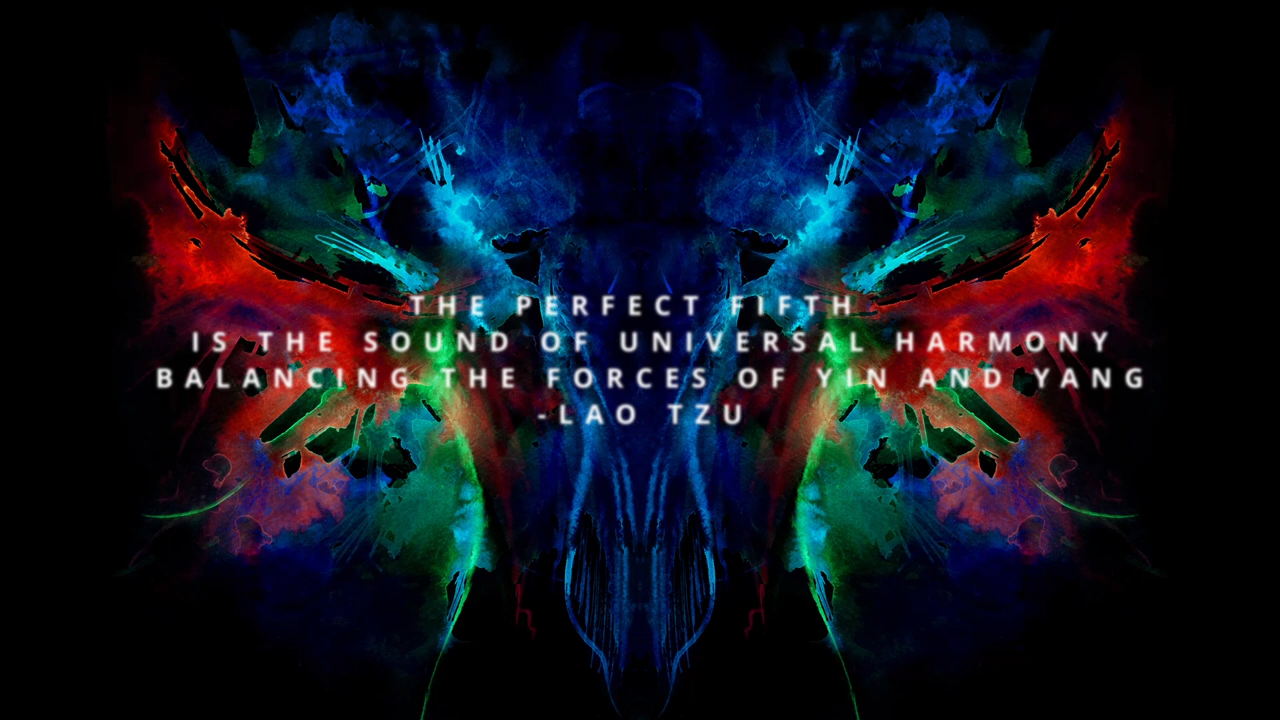 THE PERFECT FIFTH
IS THE SOUND OF UNIVERSAL HARMONY
BALANCING THE FORCES OF YIN AND YANG
-LAO TZU